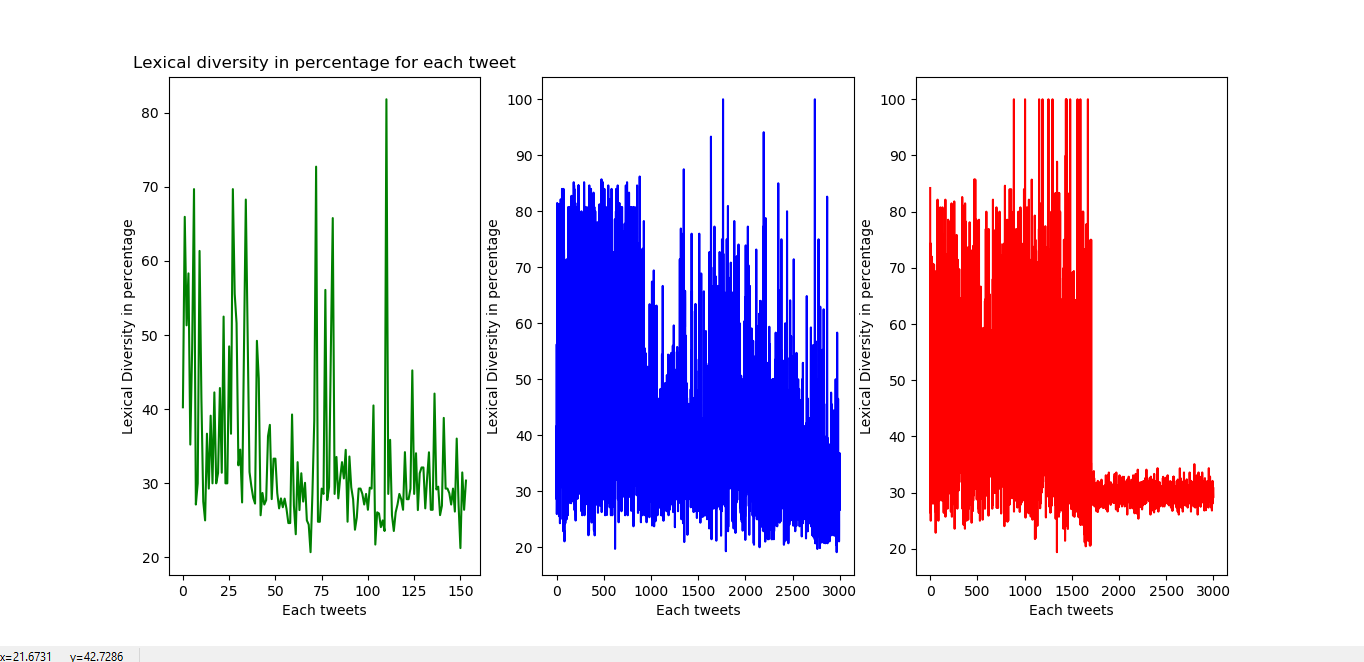 Lexical diversity in percentage for each tweet
Lexical Diversity in percentage
80
70
60
50
40
30
20
0 25 50 75 100 125 150
Each tweets
Lexical Diversity in percentage
100
90
80
70
60
50
40
30
20
0 500 1000 1500 2000 2500 3000
Each tweets
Lexical Diversity in percentage
100
90
80
70
60
50
40
30
20
0 500 1000 1500 2000 2500 3000
Each tweets
x=21.6731 y=42.7286